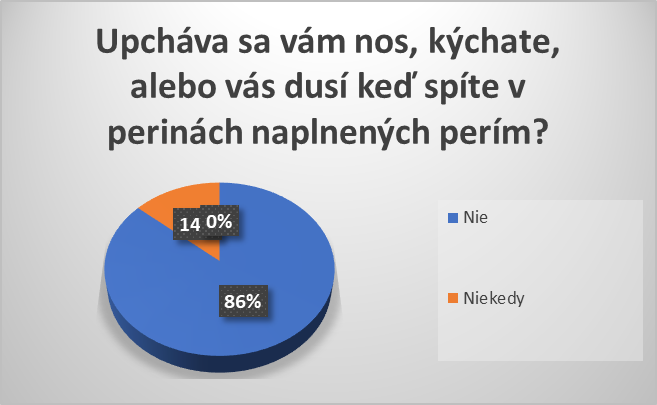 Upcháva sa vám nos, kýchate,
alebo vás dusí keď spíte v
perinách naplnených perím?
14
0%
86%
Nie
Niekedy